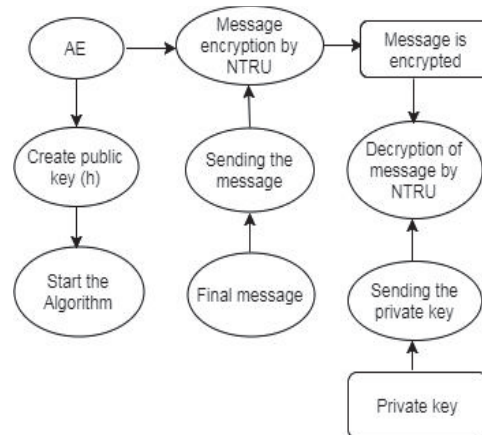 AE
Message
encryption by
NTRU
Message is
encrypted
Create public
key (h)
Sending the
message
Decryption of
message by
NTRU
Start the
Algorithm
Final message
Sending the
private key
Private key